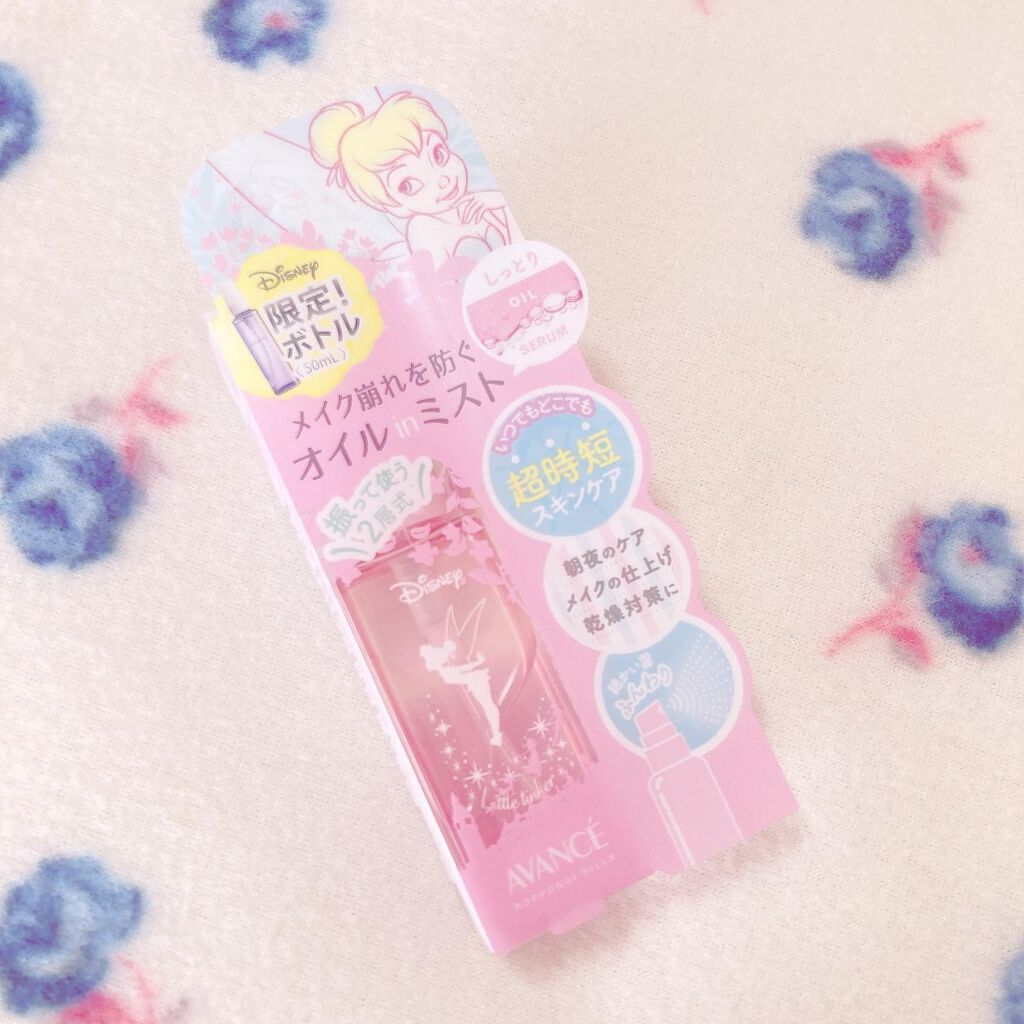 Disney
限定!
ボトル
〈50mL〉
しっとり
OIL
SERUM
メイク崩れを防ぐ
オイル in ミスト
いつでもどこでも
超時短
スキンケア
振って使う
2層式
朝夜のケア
メイクの仕上げ
乾燥対策に
Disney
細かい霧
ふんわり
Little tinker
AVANCÉ
ROPPONGI HILLS